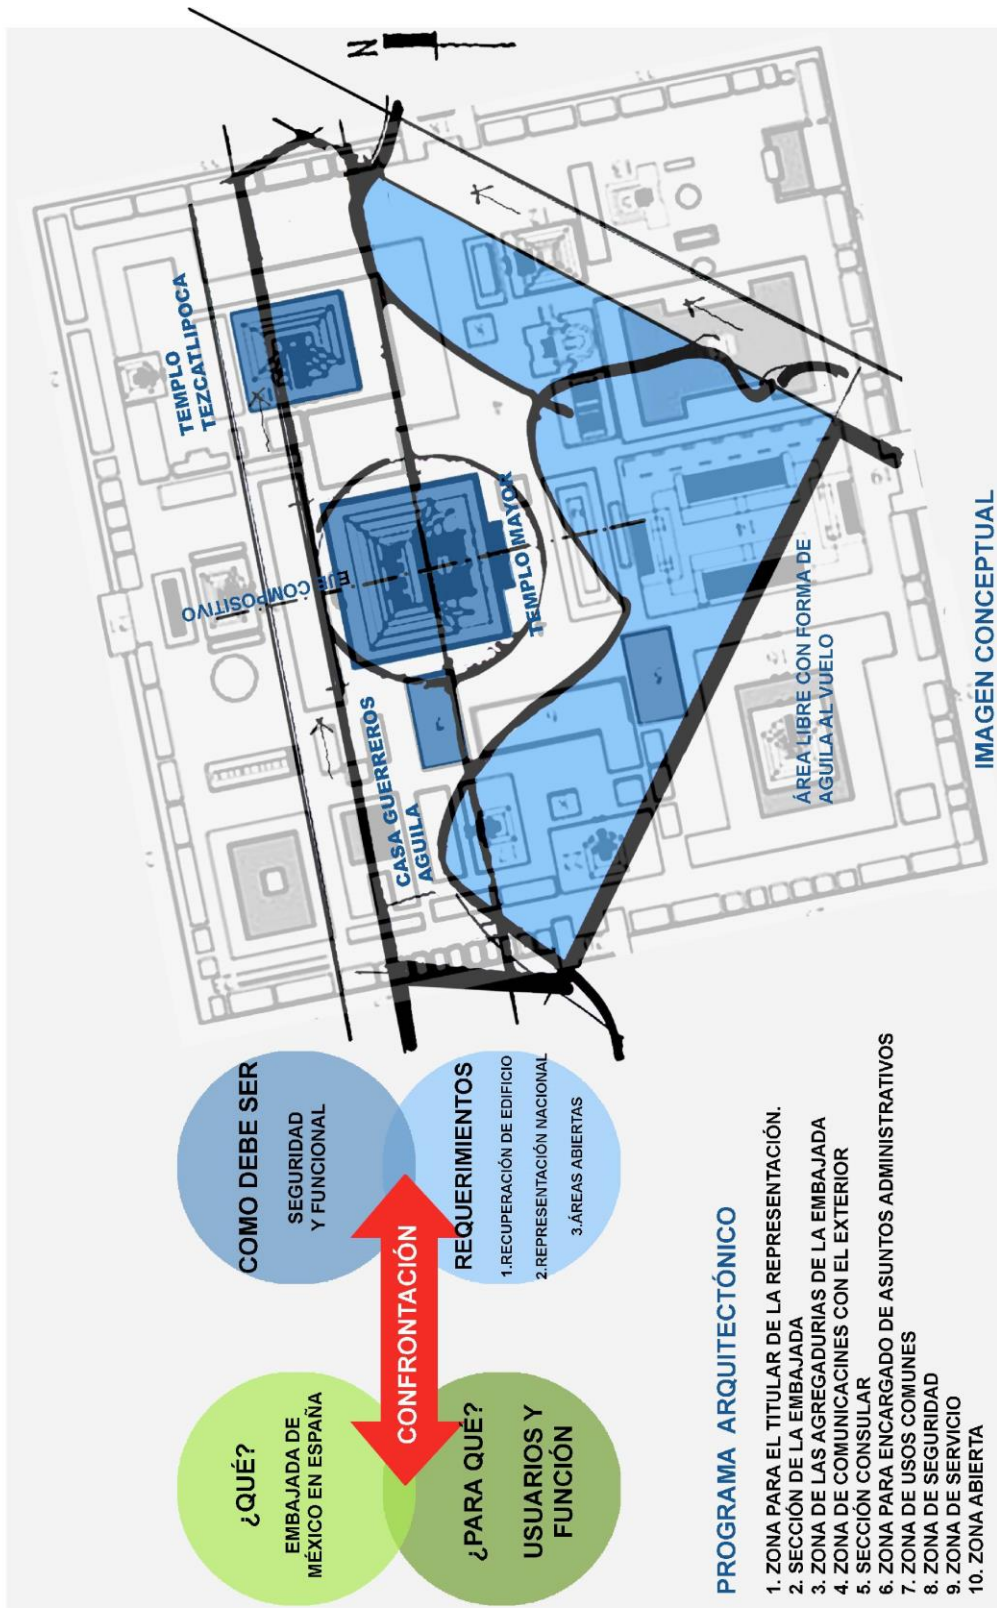 ¿QUÉ?
EMBAJADA DE
MÉXICO EN ESPAÑA
COMO DEBE SER
SEGURIDAD
Y FUNCIONAL
CONFRONTACIÓN
¿PARA QUÉ?
USUARIOS Y
FUNCIÓN
REQUERIMIENTOS
1.RECUPERACIÓN DE EDIFICIO
2.REPRESENTACIÓN NACIONAL
3.ÁREAS ABIERTAS
PROGRAMA ARQUITECTÓNICO
1. ZONA PARA EL TITULAR DE LA REPRESENTACIÓN.
2. SECCIÓN DE LA EMBAJADA
3. ZONA DE LAS AGREGADURIAS DE LA EMBAJADA
4. ZONA DE COMUNICACINES CON EL EXTERIOR
5. SECCIÓN CONSULAR
6. ZONA PARA ENCARGADO DE ASUNTOS ADMINISTRATIVOS
7. ZONA DE USOS COMUNES
8. ZONA DE SEGURIDAD
9. ZONA DE SERVICIO
10. ZONA ABIERTA
TEMPLO
TEZCATLIPOCA
EJE COMPOSITIVO
CASA GUERREROS
AGUILA
TEMPLO MAYOR
ÁREA LIBRE CON FORMA DE
AGUILA AL VUELO
N
IMAGEN CONCEPTUAL